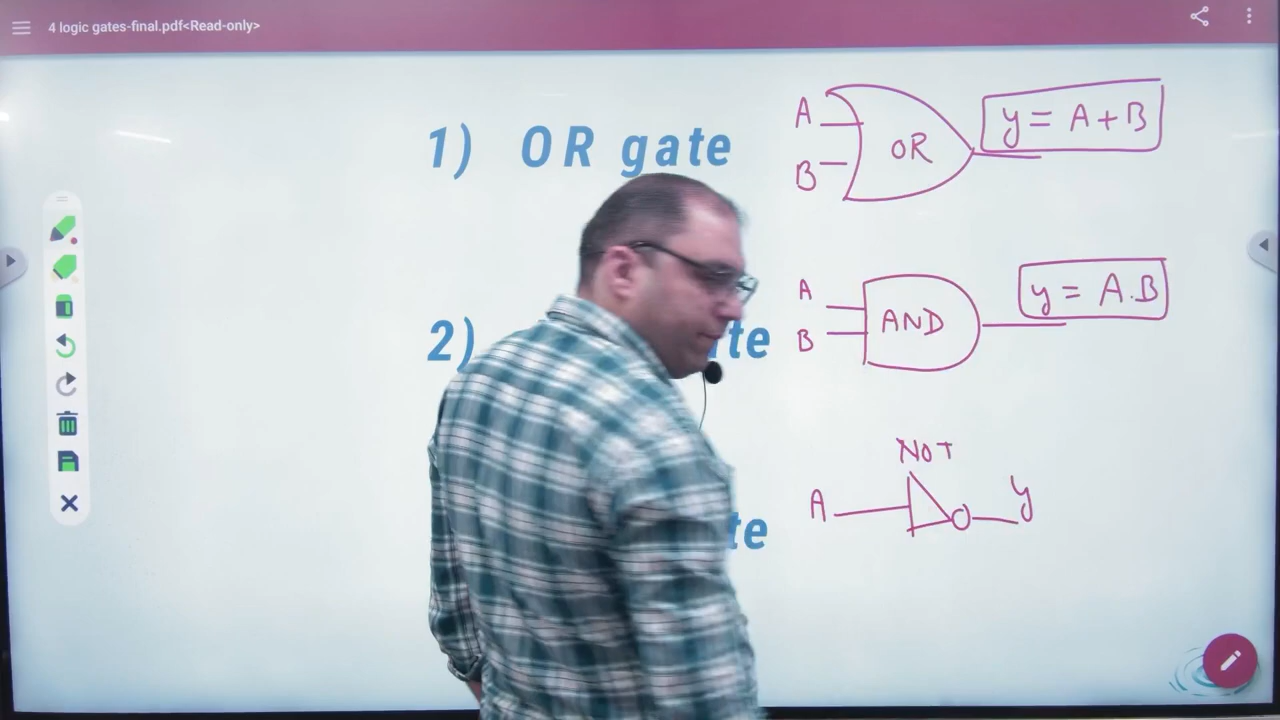 4 logic gates-final.pdf<Read-only>
1) OR gate
A
B
OR
y = A + B
2)
te
A
B
AND
y = A.B
te
NOT
A
y